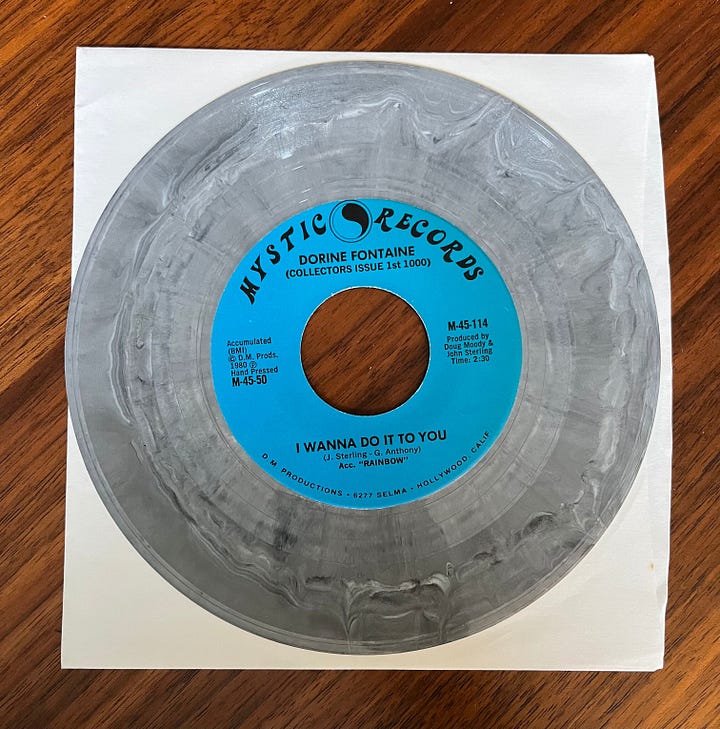 MYSTIC RECORDS
DORINE FONTAINE
(COLLECTORS ISSUE 1st 1000)
Accumulated
(BMI)
© D.M. Prods.
1980 ℗
Hand Pressed
M-45-50
M-45-114
Produced by
Doug Moody &
John Sterling
Time: 2:30
I WANNA DO IT TO YOU
(J. Sterling - G. Anthony)
Acc. "RAINBOW"
D.M. PRODUCTIONS • 6277 SELMA • HOLLYWOOD, CALIF.